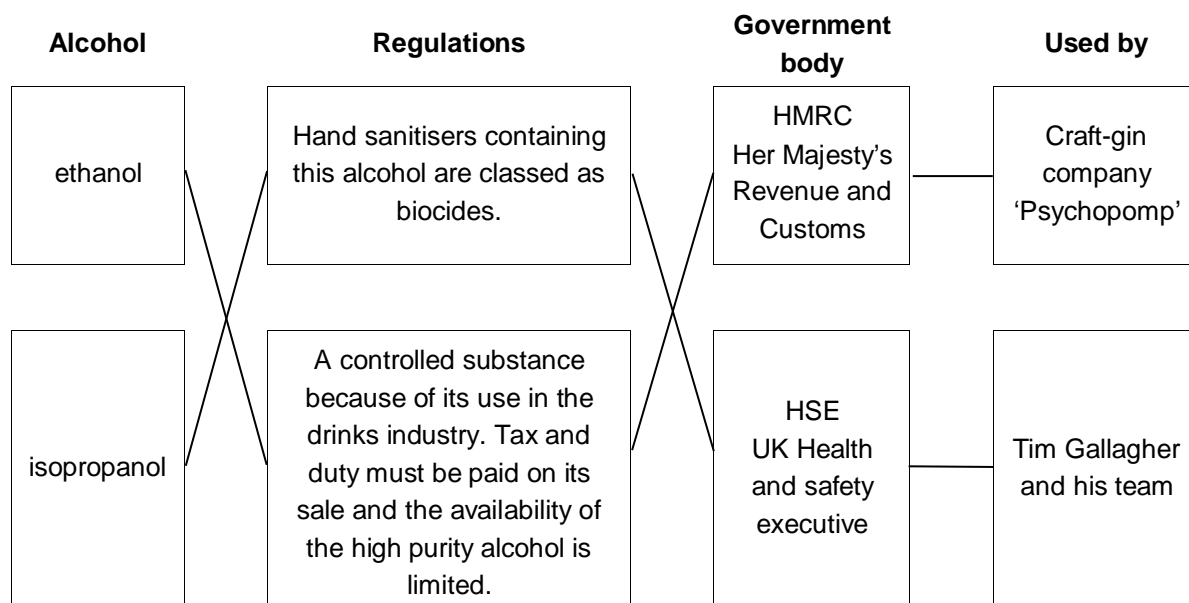 Alcohol
Regulations
Government
body
Used by
ethanol
Hand sanitisers containing
this alcohol are classed as
biocides.
HMRC
Her Majesty’s
Revenue and
Customs
Craft-gin
company
‘Psychopomp’
isopropanol
A controlled substance
because of its use in the
drinks industry. Tax and
duty must be paid on its
sale and the availability of
the high purity alcohol is
limited.
HSE
UK Health
and safety
executive
Tim Gallagher
and his team